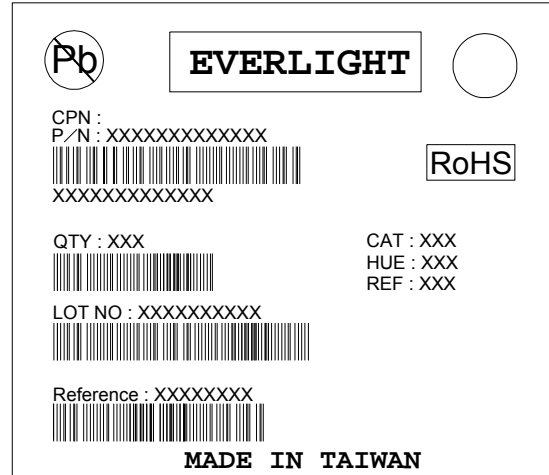 Pb
EVERLIGHT
CPN :
P/N : XXXXXXXXXXXXX
RoHS
XXXXXXXXXXXXX
QTY : XXX
CAT : XXX
HUE : XXX
REF : XXX
LOT NO : XXXXXXXXXX
Reference : XXXXXXXX
MADE IN TAIWAN